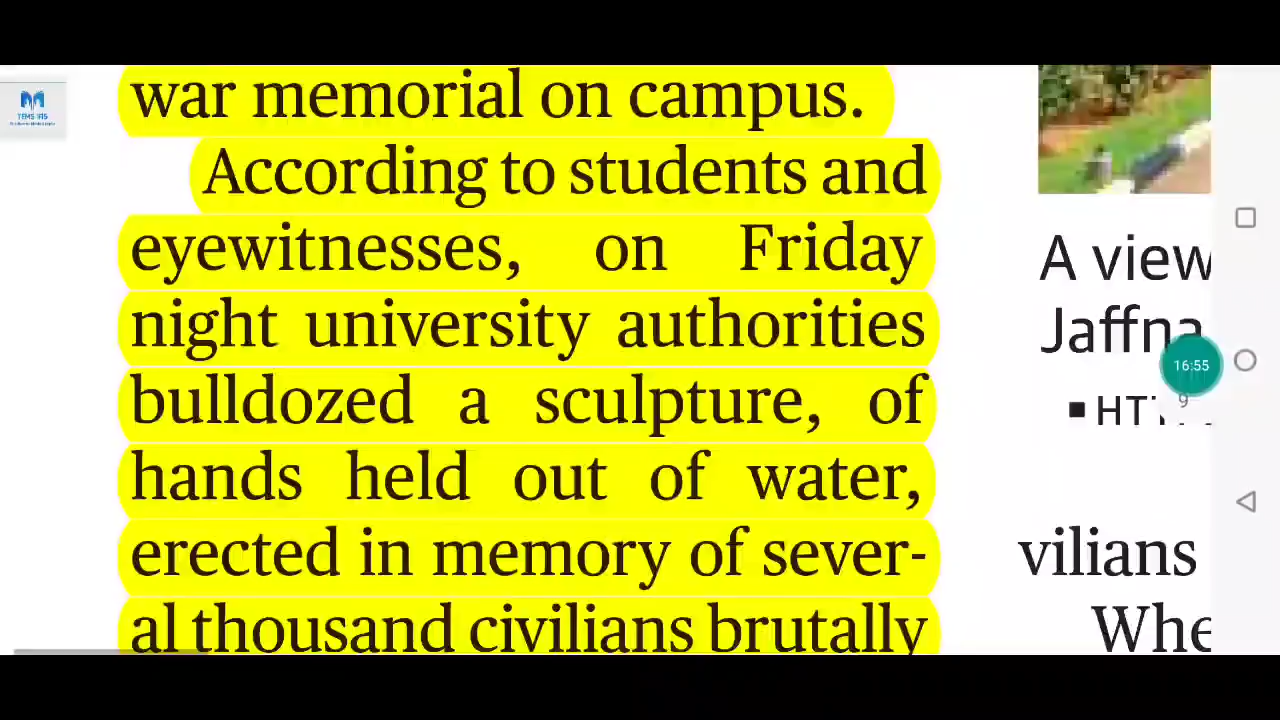 war memorial on campus.
According to students and
eyewitnesses, on Friday
night university authorities
bulldozed a sculpture, of
hands held out of water,
erected in memory of sever-
al thousand civilians brutally
A view
Jaffna
16:55
vilians
Whe